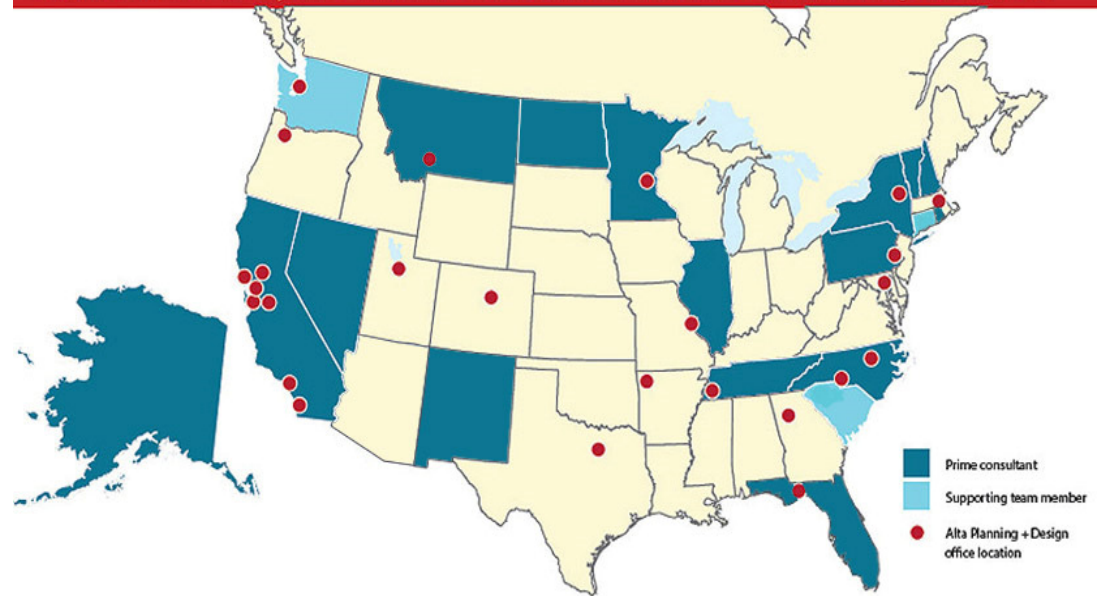 Prime consultant
Supporting team member
Alta Planning + Design
office location